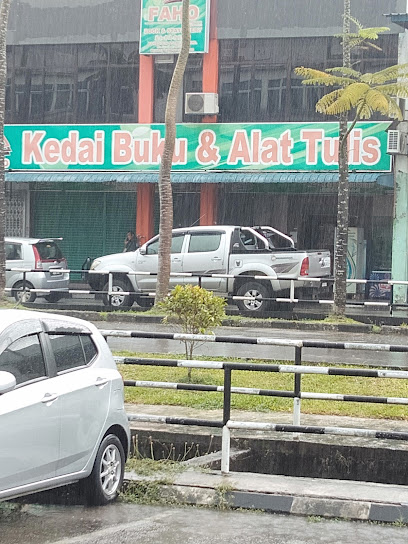 FAHO
Kedai Buku & Alat Tulis